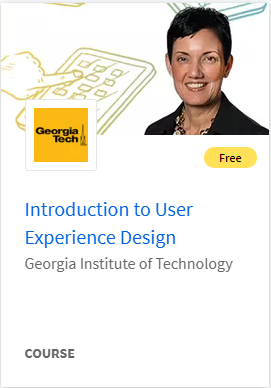 Georgia
Tech
Free
Introduction to User
Experience Design
Georgia Institute of Technology
COURSE